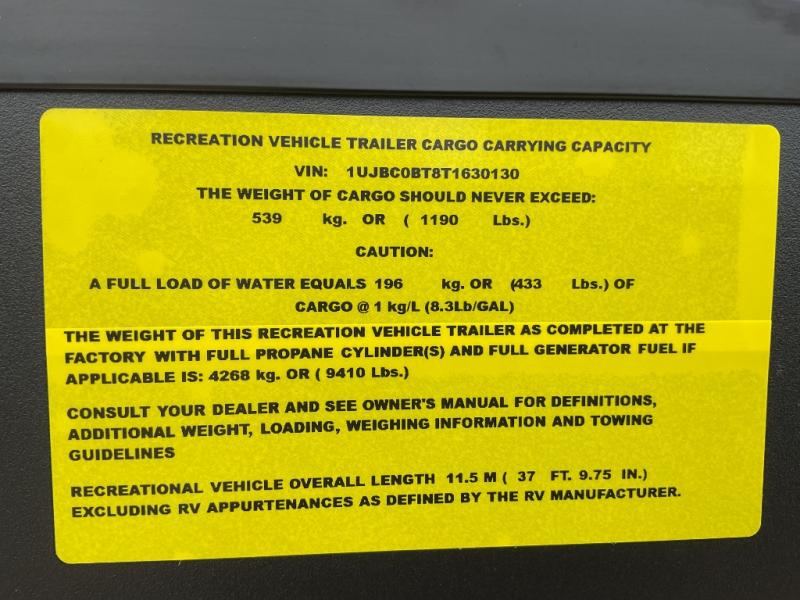 RECREATION VEHICLE TRAILER CARGO CARRYING CAPACITY
VIN: 1UJBC0BT8T1630130
THE WEIGHT OF CARGO SHOULD NEVER EXCEED:
539 kg. OR ( 1190 Lbs.)
CAUTION:
A FULL LOAD OF WATER EQUALS 196 kg. OR (433 Lbs.) OF
CARGO @ 1 kg/L (8.3Lb/GAL)
THE WEIGHT OF THIS RECREATION VEHICLE TRAILER AS COMPLETED AT THE
FACTORY WITH FULL PROPANE CYLINDER(S) AND FULL GENERATOR FUEL IF
APPLICABLE IS: 4268 kg. OR ( 9410 Lbs.)
CONSULT YOUR DEALER AND SEE OWNER'S MANUAL FOR DEFINITIONS,
ADDITIONAL WEIGHT, LOADING, WEIGHING INFORMATION AND TOWING
GUIDELINES
RECREATIONAL VEHICLE OVERALL LENGTH 11.5 M ( 37 FT. 9.75 IN.)
EXCLUDING RV APPURTENANCES AS DEFINED BY THE RV MANUFACTURER.